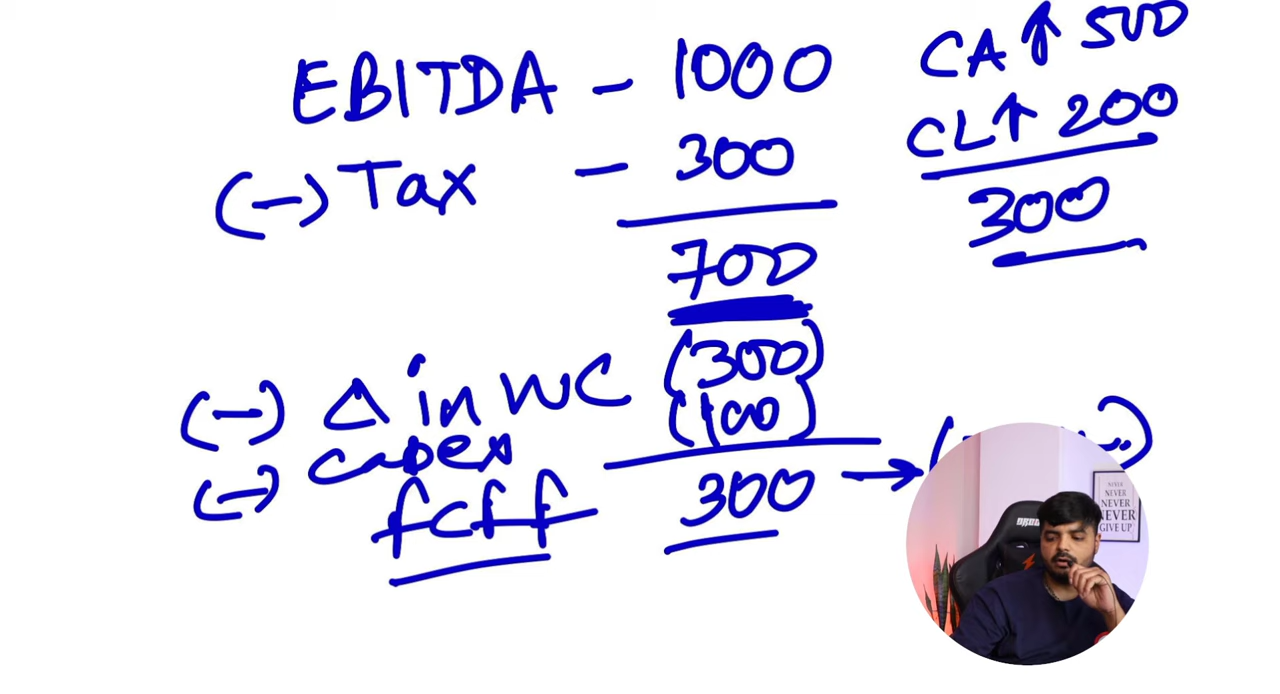 EBITDA - 1000
(-) Tax - 300
700
(-) Δ in WC (300)
(-) capex (100)
fcff 300 →
CA ↑ 500
CL ↑ 200
300
NEVER
NEVER
NEVER
NEVER
GIVE UP